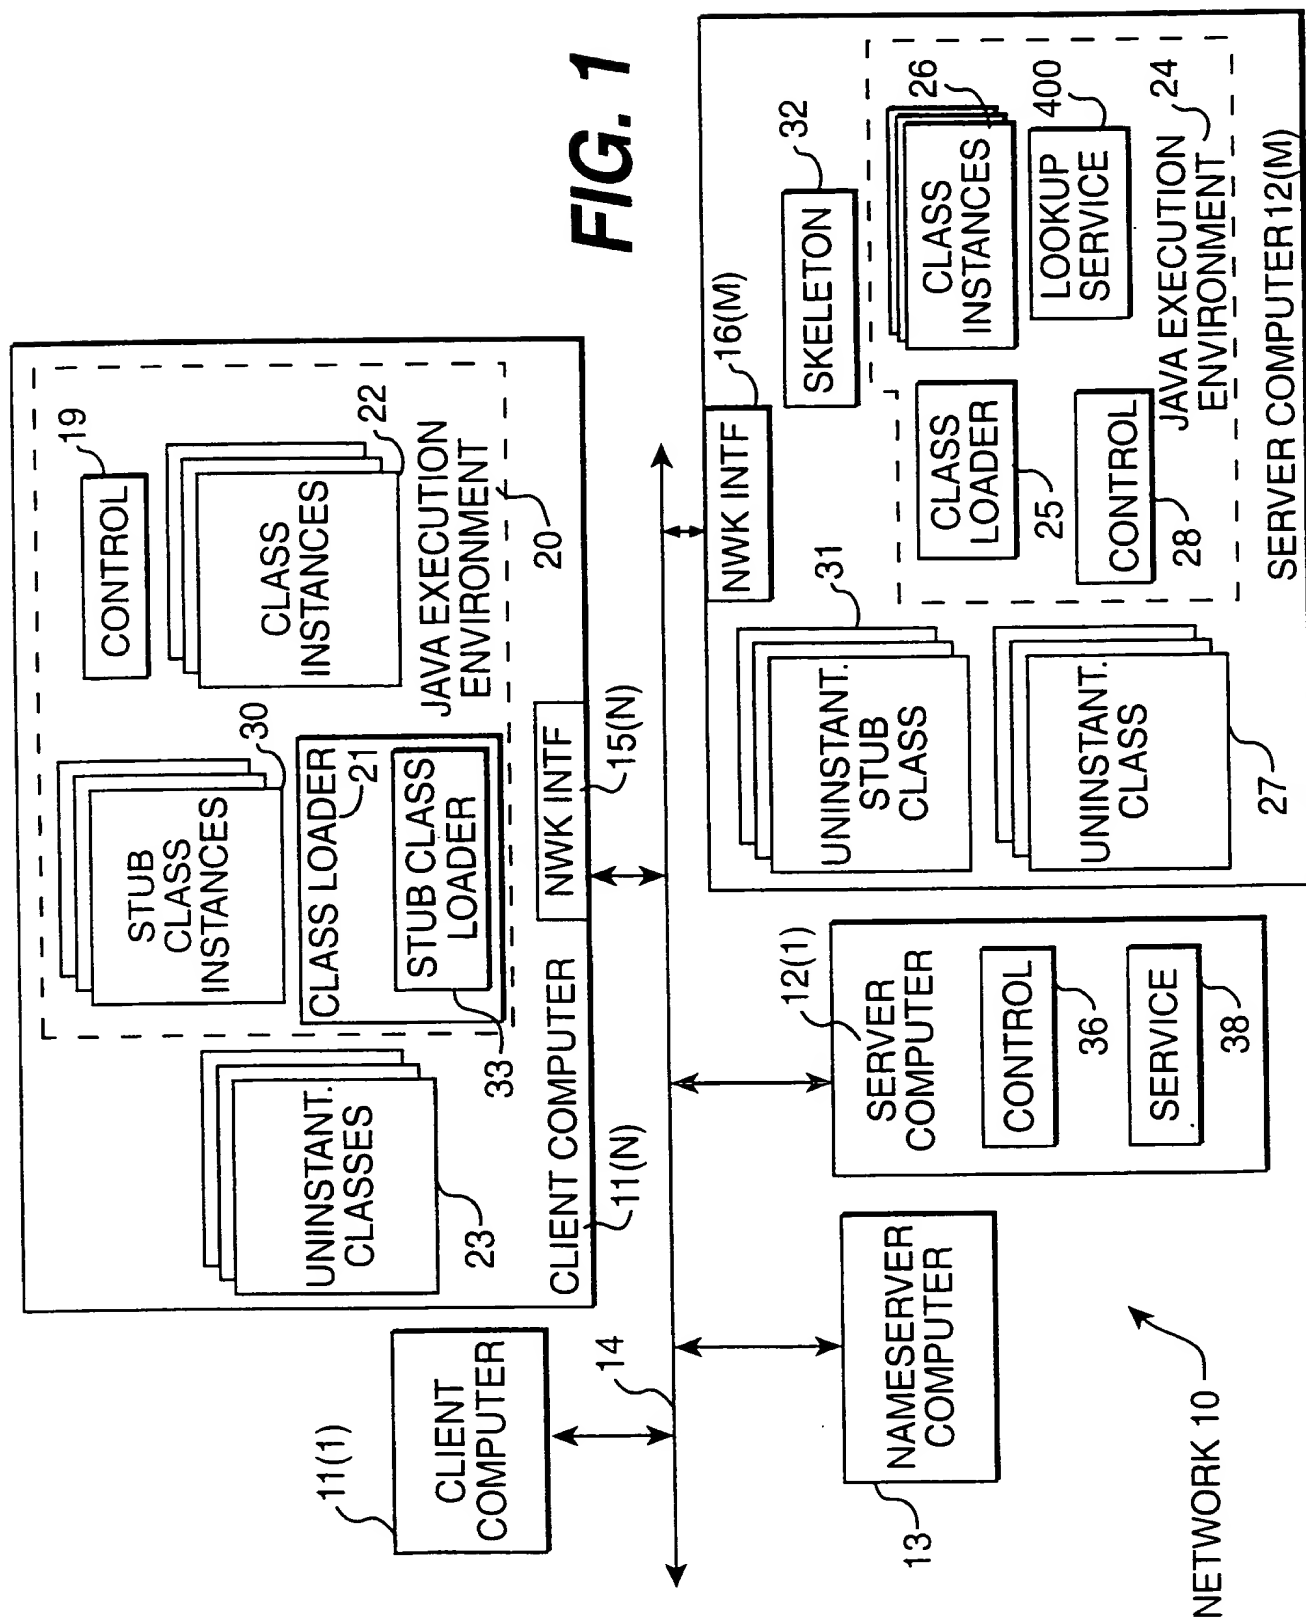 FIG. 1
11(1)
CLIENT
COMPUTER
UNINSTANT.
CLASSES
23
CLIENT COMPUTER
11(N)
STUB
CLASS
INSTANCES
30
CLASS LOADER
21
STUB CLASS
LOADER
33
CONTROL
19
CLASS
INSTANCES
22
JAVA EXECUTION
ENVIRONMENT
20
NWK INTF
15(N)
14
NAMESERVER
COMPUTER
13
SERVER
COMPUTER
12(1)
CONTROL
36
SERVICE
38
NWK INTF
16(M)
UNINSTANT.
STUB
CLASS
31
UNINSTANT.
CLASS
27
SKELETON
32
CLASS
LOADER
25
CLASS
INSTANCES
26
CONTROL
28
LOOKUP
SERVICE
400
JAVA EXECUTION
ENVIRONMENT
24
SERVER COMPUTER 12(M)
NETWORK 10